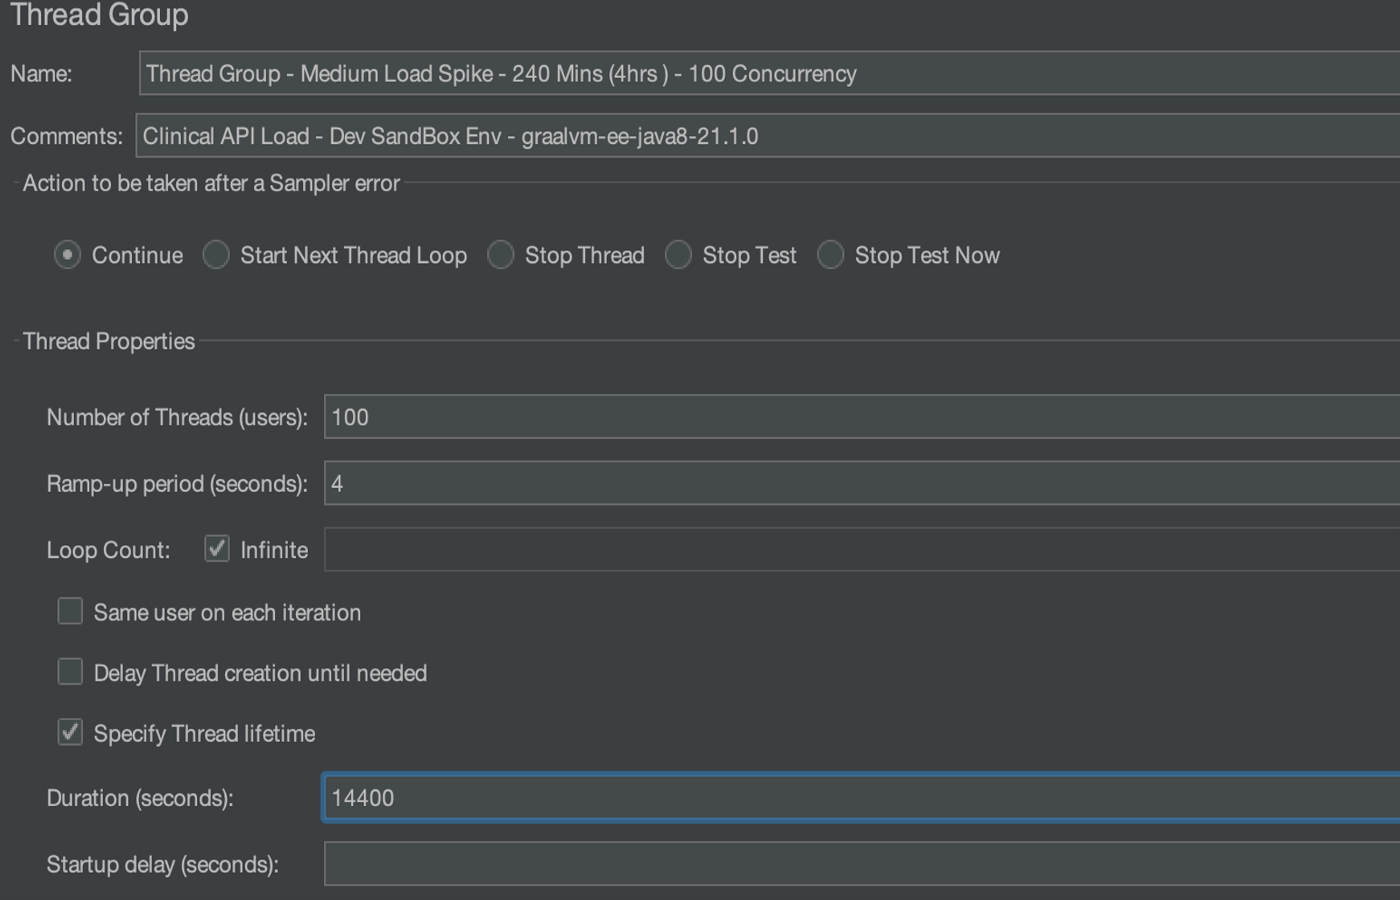 Thread Group
Name: Thread Group - Medium Load Spike - 240 Mins (4hrs ) - 100 Concurrency
Comments: Clinical API Load - Dev SandBox Env - graalvm-ee-java8-21.1.0
Action to be taken after a Sampler error
Continue Start Next Thread Loop Stop Thread Stop Test Stop Test Now
Thread Properties
Number of Threads (users): 100
Ramp-up period (seconds): 4
Loop Count: Infinite
Same user on each iteration
Delay Thread creation until needed
Specify Thread lifetime
Duration (seconds): 14400
Startup delay (seconds):